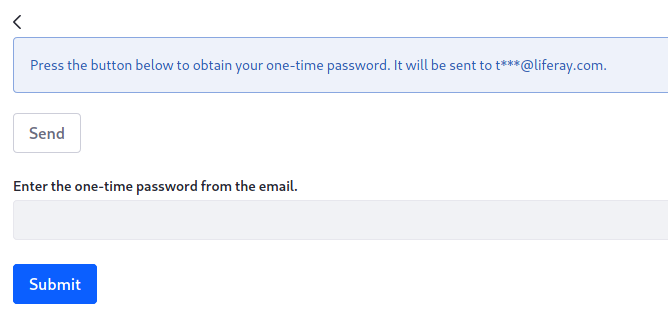 Press the button below to obtain your one-time password. It will be sent to t***@liferay.com.
Send
Enter the one-time password from the email.
Submit